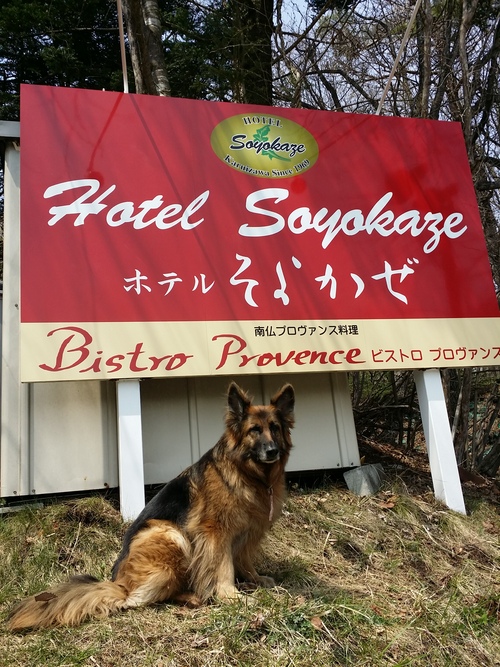 HOTEL
Soyokaze
Karuizawa Since 1989
Hotel Soyokaze
ホテル そよかぜ
南仏プロヴァンス料理
Bistro Provence ビストロ プロヴァンス